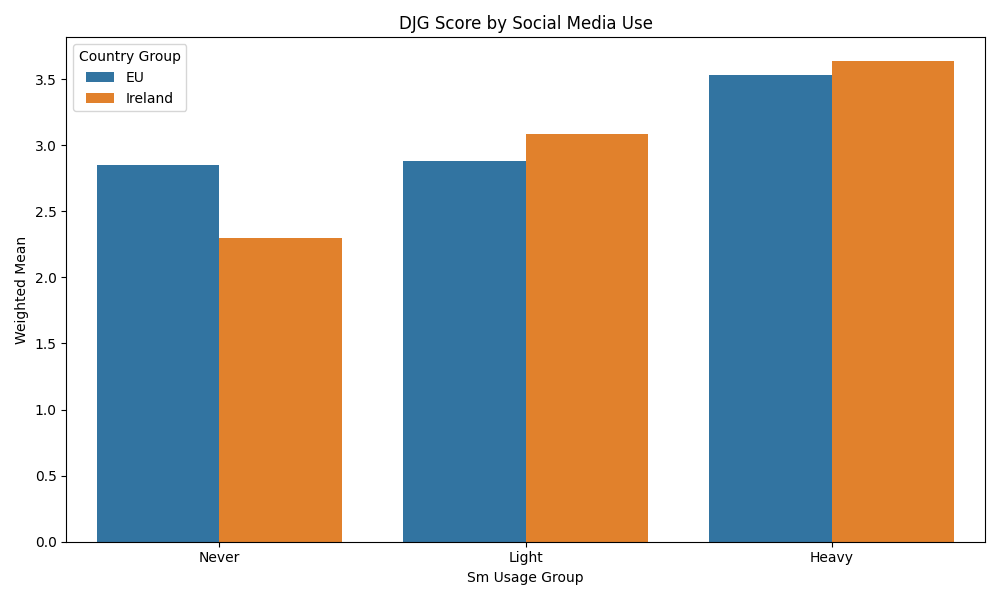 DJG Score by Social Media Use
Country Group
EU
Ireland
Weighted Mean
3.5
3.0
2.5
2.0
1.5
1.0
0.5
0.0
Never Light Heavy
Sm Usage Group